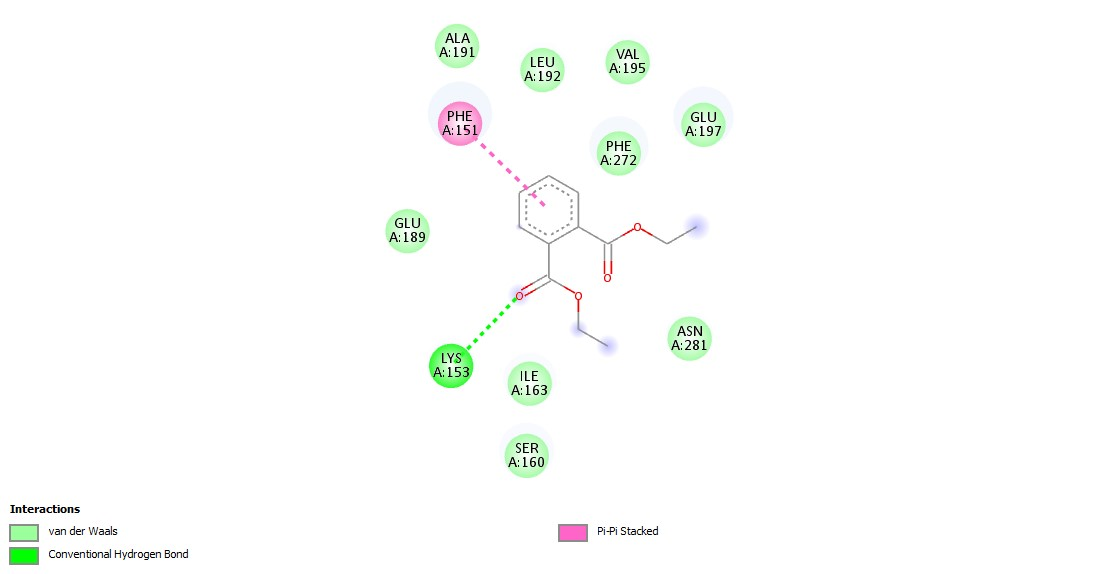 ALA
A:191
LEU
A:192
VAL
A:195
PHE
A:151
GLU
A:197
PHE
A:272
GLU
A:189
O
O
O
O
ASN
A:281
LYS
A:153
ILE
A:163
SER
A:160
Interactions
van der Waals
Conventional Hydrogen Bond
Pi-Pi Stacked